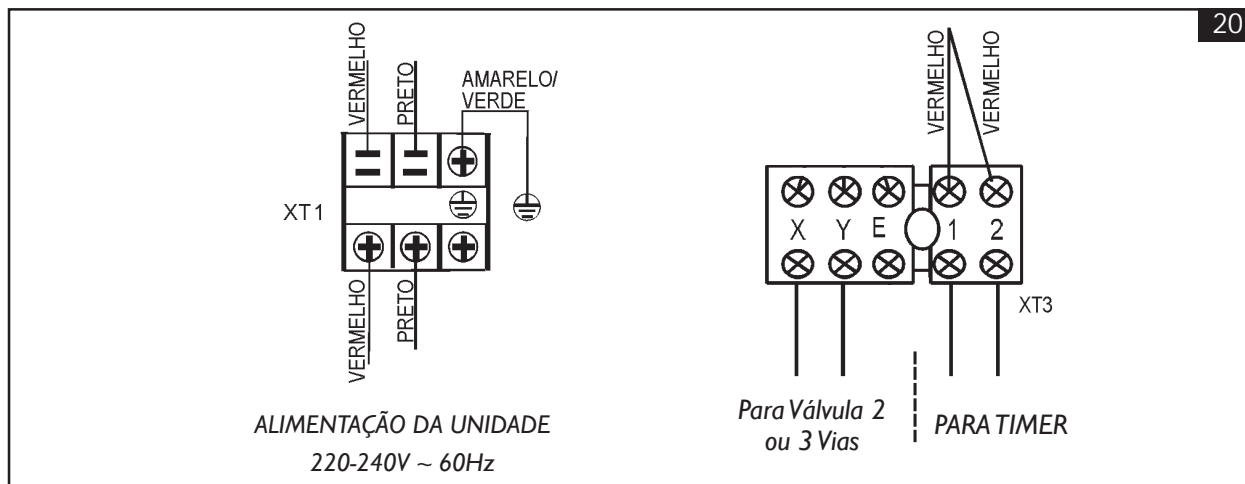 20
VERMELHO
PRETO
AMARELO/
VERDE
XT1
VERMELHO
PRETO
ALIMENTAÇÃO DA UNIDADE
220-240V ~ 60Hz
VERMELHO
VERMELHO
X Y E 1 2
XT3
Para Válvula 2
ou 3 Vias
PARA TIMER